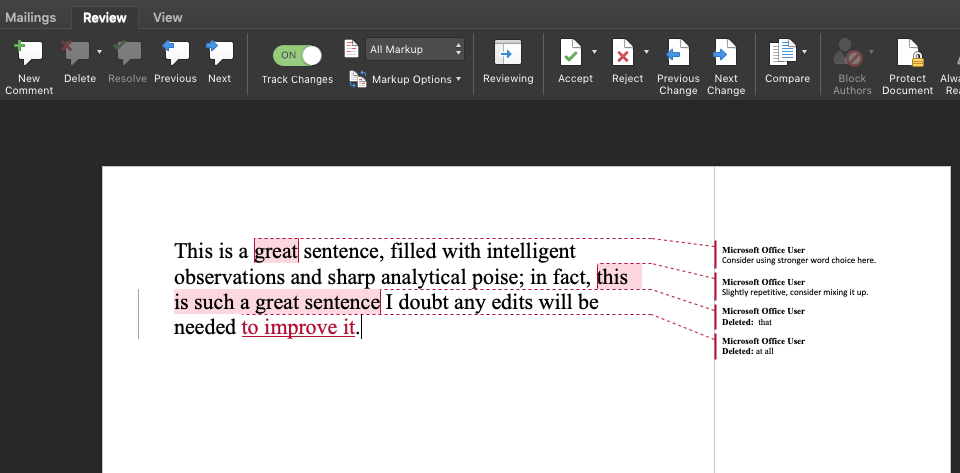 Mailings Review View
New Comment Delete Resolve Previous Next ON Track Changes All Markup Markup Options Reviewing Accept Reject Previous Change Next Change Compare Block Authors Protect Document
This is a great sentence, filled with intelligent
observations and sharp analytical poise; in fact, this
is such a great sentence I doubt any edits will be
needed to improve it.
Microsoft Office User
Consider using stronger word choice here.
Microsoft Office User
Slightly repetitive, consider mixing it up.
Microsoft Office User
Deleted: that
Microsoft Office User
Deleted: at all